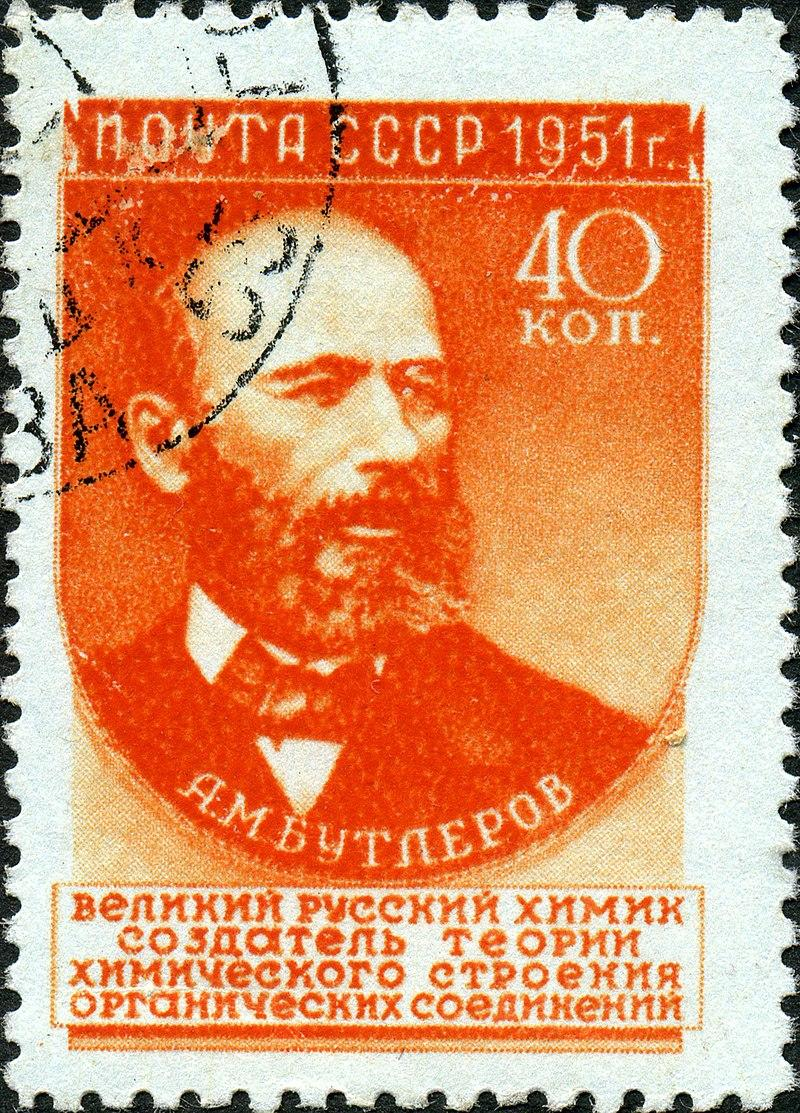 ПОЧТА СССР 1951г.
40
коп.
А.М.БУТЛЕРОВ
великий русский химик
создатель теории
химического строения
органических соединений